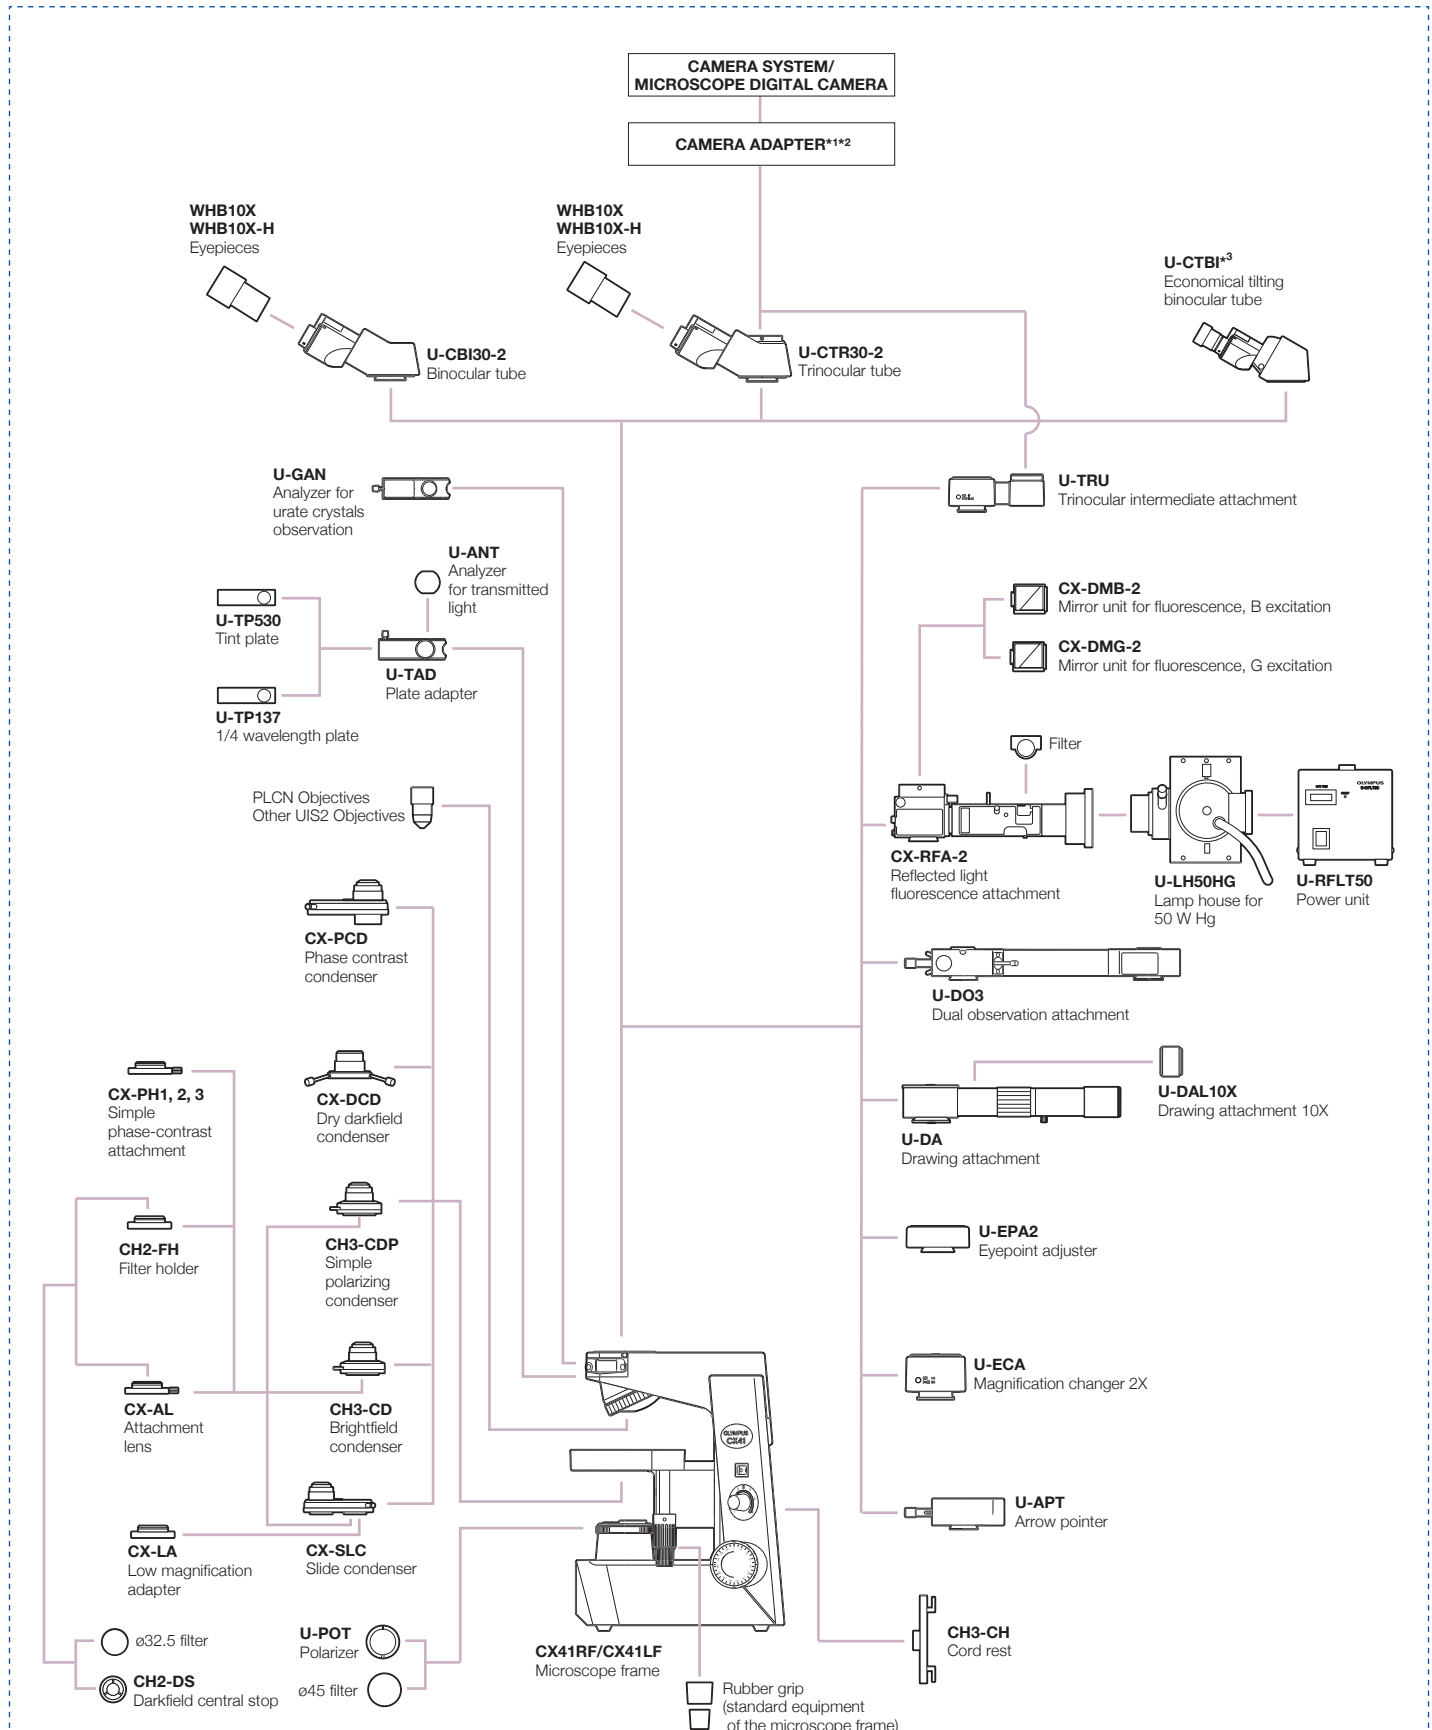 CAMERA SYSTEM/
MICROSCOPE DIGITAL CAMERA
CAMERA ADAPTER*1*2
WHB10X
WHB10X-H
Eyepieces
WHB10X
WHB10X-H
Eyepieces
U-CTBI*3
Economical tilting
binocular tube
U-CBI30-2
Binocular tube
U-CTR30-2
Trinocular tube
U-GAN
Analyzer for
urate crystals
observation
U-TRU
Trinocular intermediate attachment
U-ANT
Analyzer
for transmitted
light
CX-DMB-2
Mirror unit for fluorescence, B excitation
U-TP530
Tint plate
CX-DMG-2
Mirror unit for fluorescence, G excitation
U-TAD
Plate adapter
U-TP137
1/4 wavelength plate
Filter
PLCN Objectives
Other UIS2 Objectives
OLYMPUS
CX-RFA-2
Reflected light
fluorescence attachment
U-LH50HG
Lamp house for
50 W Hg
U-RFLT50
Power unit
CX-PCD
Phase contrast
condenser
U-DO3
Dual observation attachment
CX-PH1, 2, 3
Simple
phase-contrast
attachment
CX-DCD
Dry darkfield
condenser
U-DAL10X
Drawing attachment 10X
U-DA
Drawing attachment
CH2-FH
Filter holder
CH3-CDP
Simple
polarizing
condenser
U-EPA2
Eyepoint adjuster
U-ECA
Magnification changer 2X
CX-AL
Attachment
lens
CH3-CD
Brightfield
condenser
OLYMPUS
CX41
U-APT
Arrow pointer
CX-LA
Low magnification
adapter
CX-SLC
Slide condenser
ø32.5 filter
U-POT
Polarizer
CH2-DS
Darkfield central stop
ø45 filter
CX41RF/CX41LF
Microscope frame
CH3-CH
Cord rest
Rubber grip
(standard equipment
of the microscope frame)